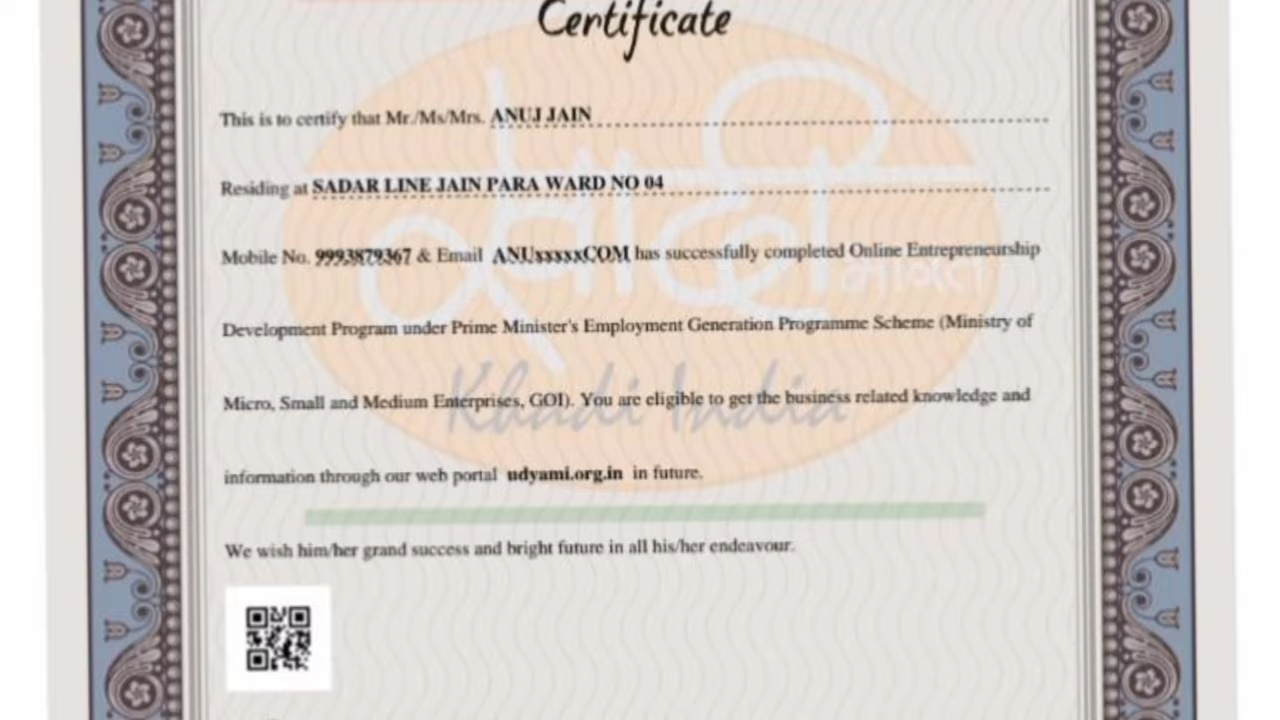 Certificate
This is to certify that Mr./Ms/Mrs. ANUJ JAIN
Residing at SADAR LINE JAIN PARA WARD NO 04
Mobile No. 9993879367 & Email ANUxxxxxCOM has successfully completed Online Entrepreneurship
Development Program under Prime Minister's Employment Generation Programme Scheme (Ministry of
Micro, Small and Medium Enterprises, GOI). You are eligible to get the business related knowledge and
information through our web portal udyami.org.in in future.
We wish him/her grand success and bright future in all his/her endeavour.
खादी
भारत
Khadi India